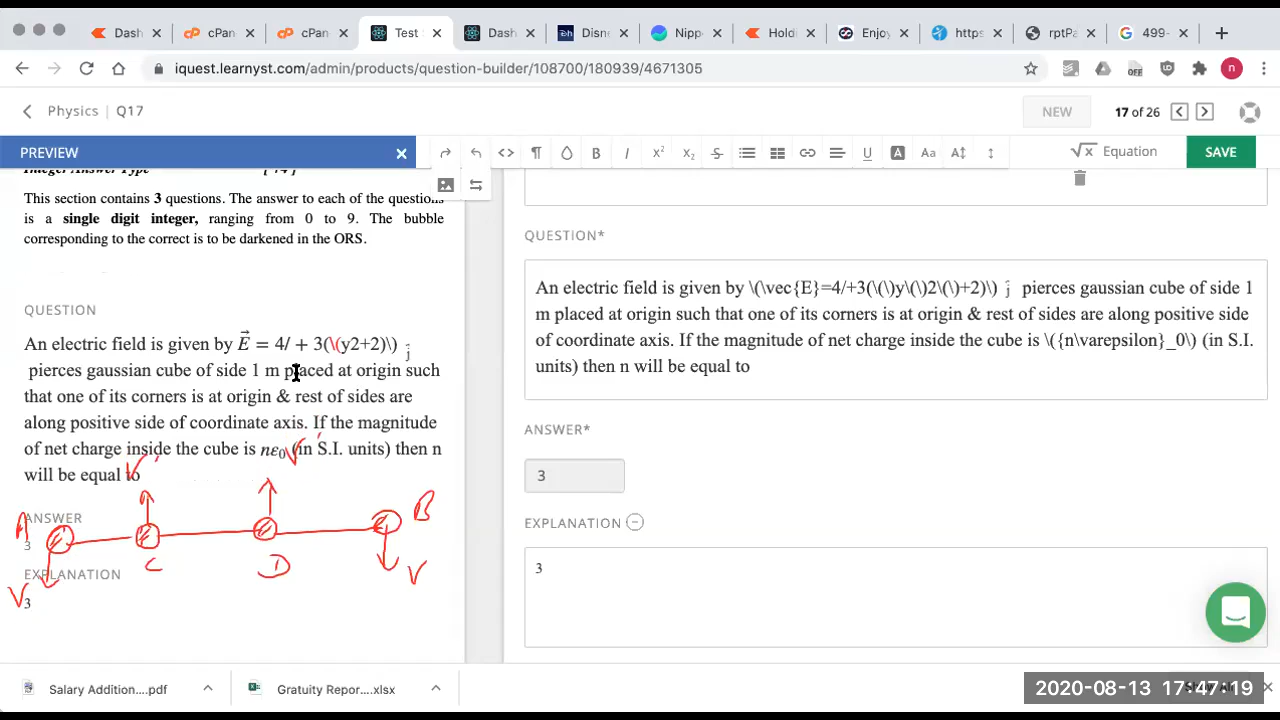 Dash
cPan
cPan
Test
Dash
Disne
Nipp
Hold
Enjoy
https
rptPa
499-
iquest.learnyst.com/admin/products/question-builder/108700/180939/4671305
n
Physics | Q17
NEW
17 of 26
PREVIEW
Equation
SAVE
Integer Answer Type
This section contains 3 questions. The answer to each of the questions
is a single digit integer, ranging from 0 to 9. The bubble
corresponding to the correct is to be darkened in the ORS.
QUESTION
An electric field is given by E⃗ = 4/ + 3(\(y2+2)\) ĵ
pierces gaussian cube of side 1 m placed at origin such
that one of its corners is at origin & rest of sides are
along positive side of coordinate axis. If the magnitude
of net charge inside the cube is nε₀ (in S.I. units) then n
will be equal to
V
V
ANSWER
3
A
B
C
D
EXPLANATION
3
V
V
QUESTION*
An electric field is given by \(\vec{E}=4/+3(\(\)y\(\)2\(\)+2)\) ĵ pierces gaussian cube of side 1
m placed at origin such that one of its corners is at origin & rest of sides are along positive side
of coordinate axis. If the magnitude of net charge inside the cube is \({n\varepsilon}_0\) (in S.I.
units) then n will be equal to
ANSWER*
3
EXPLANATION
3
Salary Addition....pdf
Gratuity Repor....xlsx
2020-08-13 17:47:19